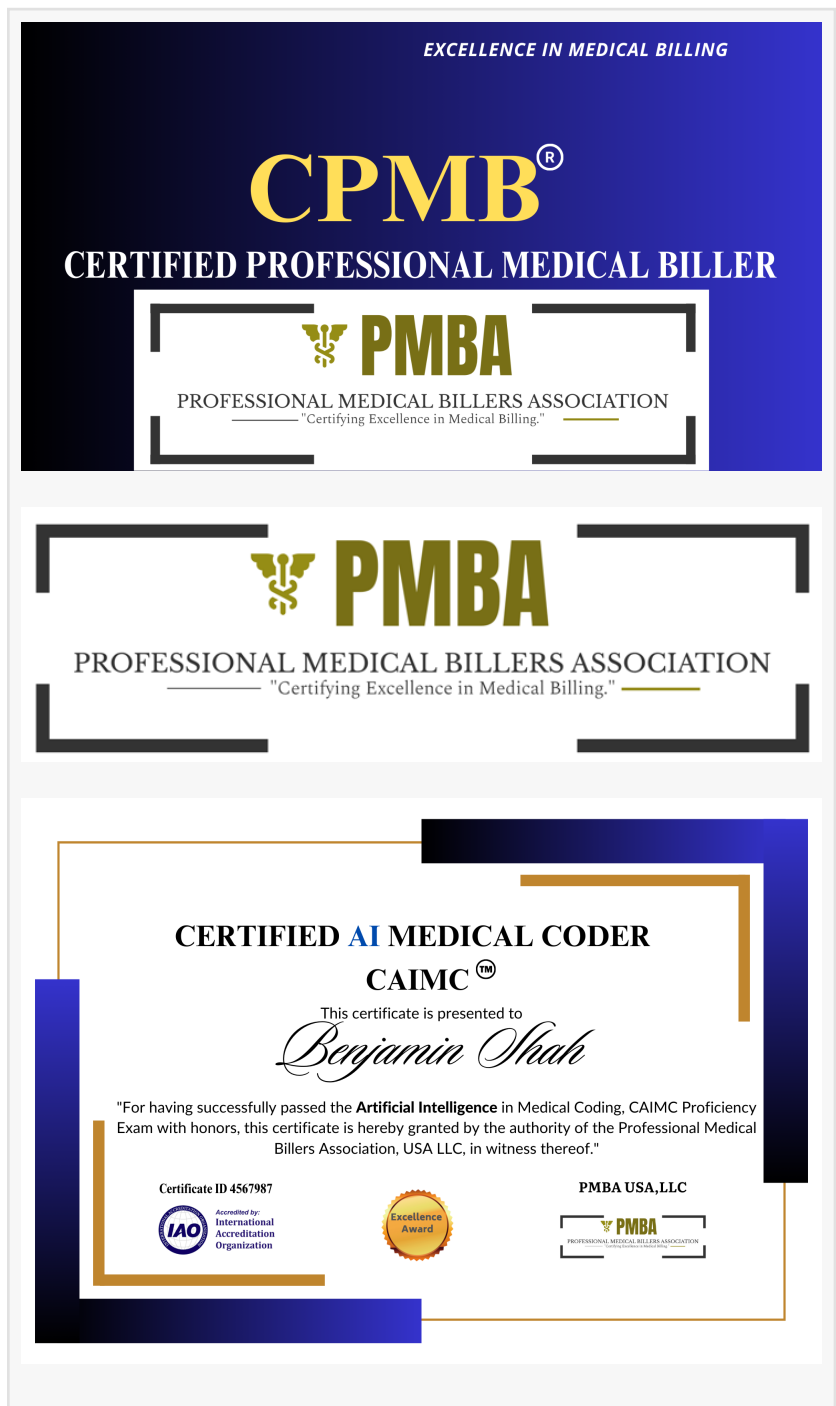 EXCELLENCE IN MEDICAL BILLING
CPMB®
CERTIFIED PROFESSIONAL MEDICAL BILLER
PMBA
PROFESSIONAL MEDICAL BILLERS ASSOCIATION
"Certifying Excellence in Medical Billing."
PMBA
PROFESSIONAL MEDICAL BILLERS ASSOCIATION
"Certifying Excellence in Medical Billing."
CERTIFIED AI MEDICAL CODER
CAIMC ™
This certificate is presented to
Benjamin Shah
"For having successfully passed the Artificial Intelligence in Medical Coding, CAIMC Proficiency
Exam with honors, this certificate is hereby granted by the authority of the Professional Medical
Billers Association, USA LLC, in witness thereof."
Certificate ID 4567987
IAO
Accredited by:
International
Accreditation
Organization
Excellence
Award
PMBA USA,LLC
PMBA
PROFESSIONAL MEDICAL BILLERS ASSOCIATION
"Certifying Excellence in Medical Billing."